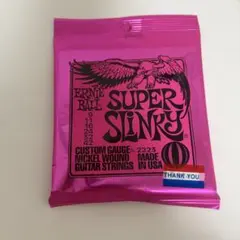 ERNIE
BALL
SUPER
SLINKY
CUSTOM GAUGE
NICKEL WOUND
GUITAR STRINGS
2223
MADE IN
USA
THANK YOU